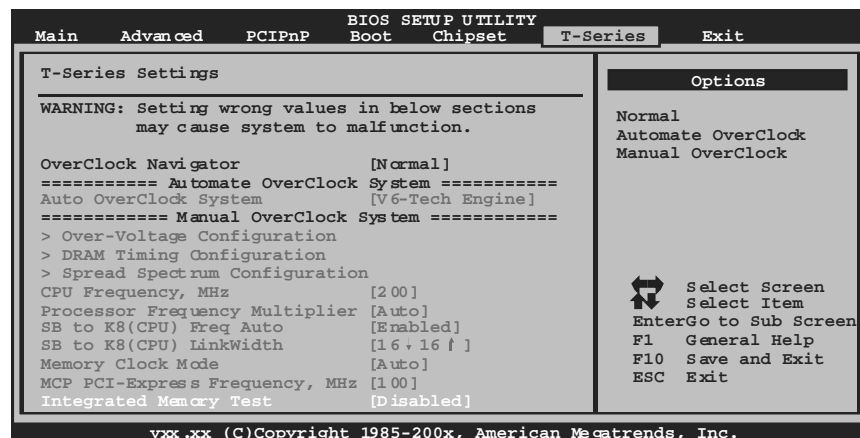 BIOS SETUP UTILITY
Main Advanced PCIPnP Boot Chipset T-Series Exit
T-Series Settings
WARNING: Setting wrong values in below sections
may cause system to malfunction.
OverClock Navigator [Normal]
=========== Automate OverClock System ===========
Auto OverClock System [V6-Tech Engine]
============ Manual OverClock System ============
> Over-Voltage Configuration
> DRAM Timing Configuration
> Spread Spectrum Configuration
CPU Frequency, MHz [200]
Processor Frequency Multiplier [Auto]
SB to K8(CPU) Freq Auto [Enabled]
SB to K8(CPU) LinkWidth [16↓16↑]
Memory Clock Mode [Auto]
MCP PCI-Express Frequency, MHz [100]
Integrated Memory Test [Disabled]
Options
Normal
Automate OverClock
Manual OverClock
Select Screen
Select Item
Enter Go to Sub Screen
F1 General Help
F10 Save and Exit
ESC Exit
vxx.xx (C)Copyright 1985-200x, American Megatrends, Inc.